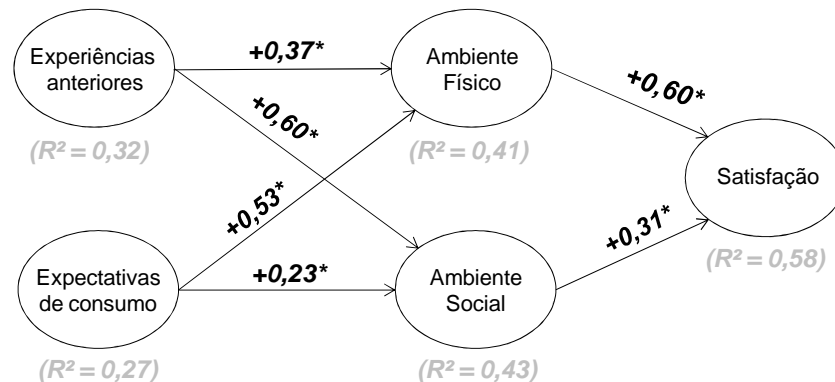 Experiências
anteriores
(R² = 0,32)
+0,37*
+0,60*
Ambiente
Físico
(R² = 0,41)
+0,60*
Satisfação
(R² = 0,58)
+0,53*
+0,31*
Expectativas
de consumo
(R² = 0,27)
+0,23*
Ambiente
Social
(R² = 0,43)